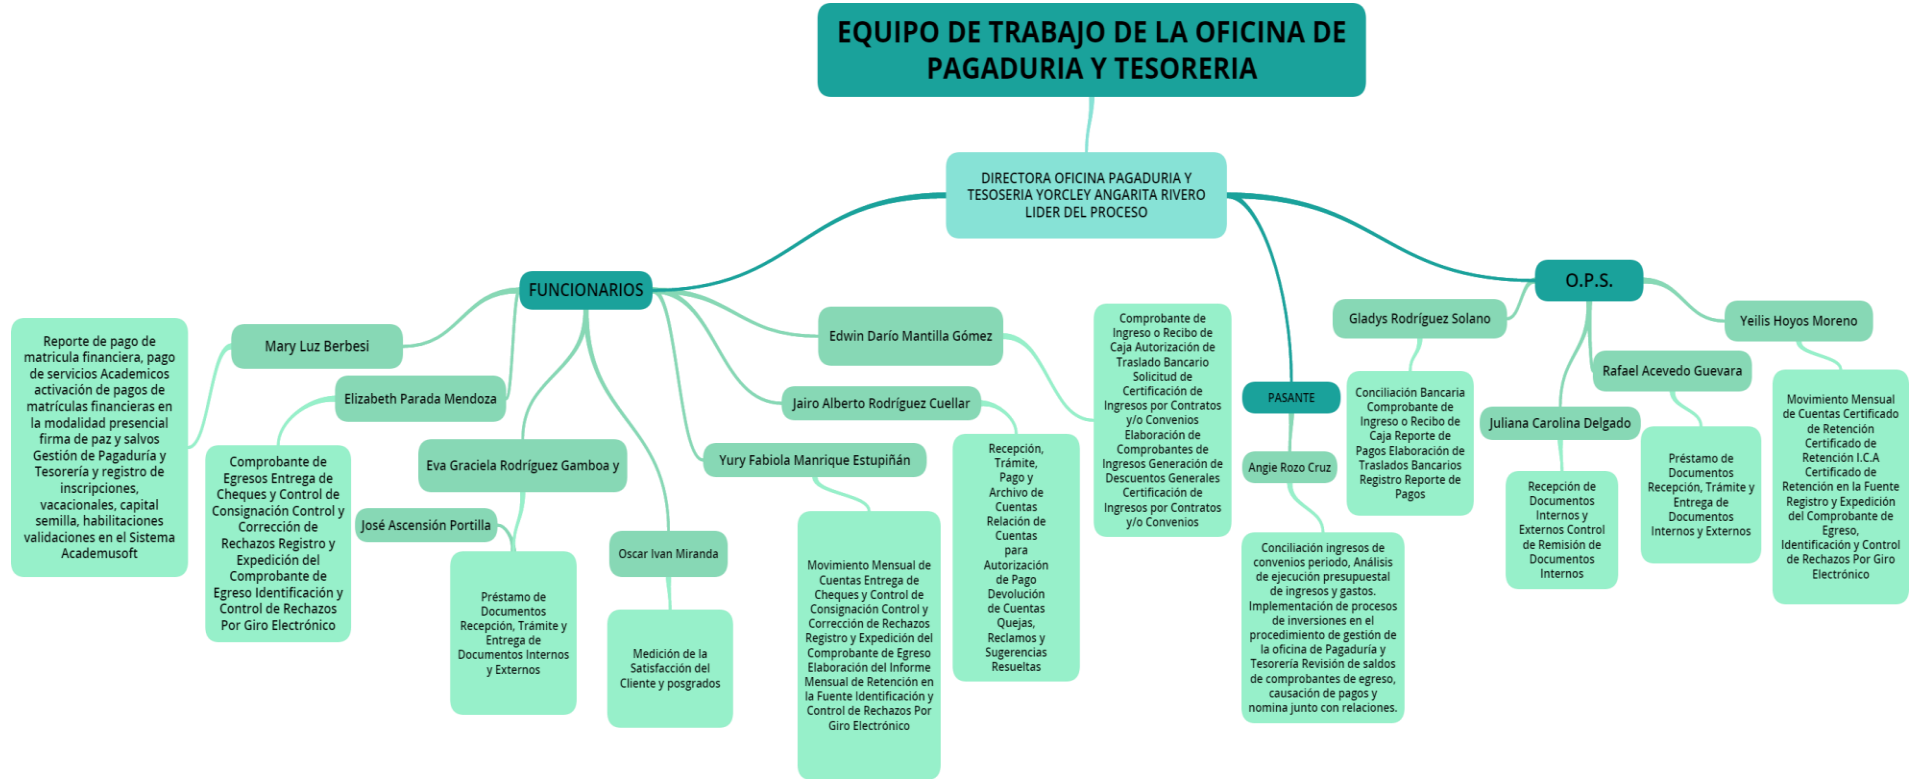 EQUIPO DE TRABAJO DE LA OFICINA DE
PAGADURIA Y TESORERIA
DIRECTORA OFICINA PAGADURIA Y
TESOSERIA YORCLEY ANGARITA RIVERO
LIDER DEL PROCESO
FUNCIONARIOS
Mary Luz Berbesi
Reporte de pago de
matricula financiera, pago
de servicios Academicos
activación de pagos de
matrículas financieras en
la modalidad presencial
firma de paz y salvos
Gestión de Pagaduría y
Tesorería y registro de
inscripciones,
vacacionales, capital
semilla, habilitaciones
validaciones en el Sistema
Academusoft
Elizabeth Parada Mendoza
Comprobante de
Egresos Entrega de
Cheques y Control de
Consignación Control y
Corrección de
Rechazos Registro y
Expedición del
Comprobante de
Egreso Identificación y
Control de Rechazos
Por Giro Electrónico
Eva Graciela Rodríguez Gamboa y
José Ascensión Portilla
Préstamo de
Documentos
Recepción, Trámite y
Entrega de
Documentos Internos
y Externos
Oscar Ivan Miranda
Medición de la
Satisfacción del
Cliente y posgrados
Yury Fabiola Manrique Estupiñán
Movimiento Mensual de
Cuentas Entrega de
Cheques y Control de
Consignación Control y
Corrección de Rechazos
Registro y Expedición del
Comprobante de Egreso
Elaboración del Informe
Mensual de Retención en
la Fuente Identificación y
Control de Rechazos Por
Giro Electrónico
Jairo Alberto Rodríguez Cuellar
Recepción,
Trámite,
Pago y
Archivo de
Cuentas
Relación de
Cuentas
para
Autorización
de Pago
Devolución
de Cuentas
Quejas,
Reclamos y
Sugerencias
Resueltas
Edwin Darío Mantilla Gómez
Comprobante de
Ingreso o Recibo de
Caja Autorización de
Traslado Bancario
Solicitud de
Certificación de
Ingresos por Contratos
y/o Convenios
Elaboración de
Comprobantes de
Ingresos Generación de
Descuentos Generales
Certificación de
Ingresos por Contratos
y/o Convenios
PASANTE
Angie Rozo Cruz
Conciliación ingresos de
convenios periodo, Análisis
de ejecución presupuestal
de ingresos y gastos.
Implementación de procesos
de inversiones en el
procedimiento de gestión de
la oficina de Pagaduría y
Tesorería Revisión de saldos
de comprobantes de egreso,
causación de pagos y
nomina junto con relaciones.
O.P.S.
Gladys Rodríguez Solano
Conciliación Bancaria
Comprobante de
Ingreso o Recibo de
Caja Reporte de
Pagos Elaboración de
Traslados Bancarios
Registro Reporte de
Pagos
Juliana Carolina Delgado
Recepción de
Documentos
Internos y
Externos Control
de Remisión de
Documentos
Internos
Rafael Acevedo Guevara
Préstamo de
Documentos
Recepción, Trámite y
Entrega de
Documentos
Internos y Externos
Yeilis Hoyos Moreno
Movimiento Mensual
de Cuentas Certificado
de Retención
Certificado de
Retención I.C.A
Certificado de
Retención en la Fuente
Registro y Expedición
del Comprobante de
Egreso,
Identificación y Control
de Rechazos Por Giro
Electrónico